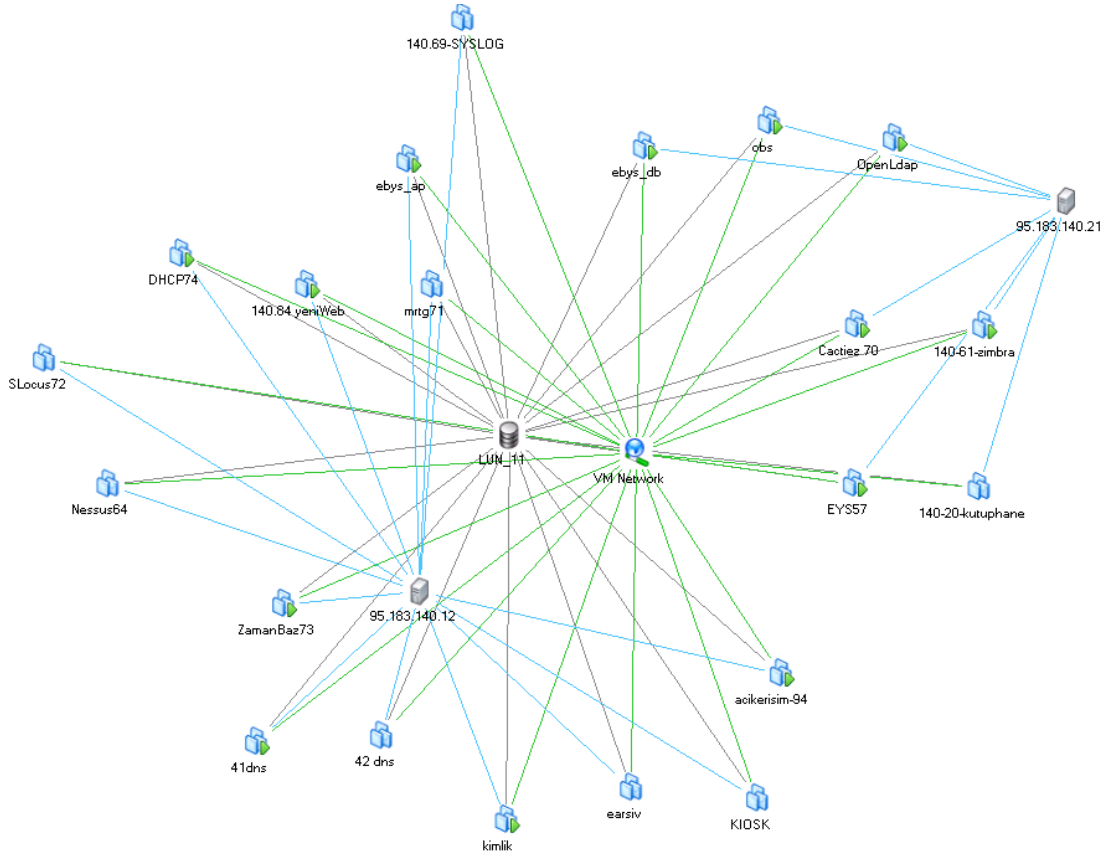 140.69-SYSLOG
obs
ebys_db
OpenLdap
ebys_ap
95.183.140.21
DHCP74
140.84 yeniWeb
mrtg71
Cactiez 70
140-61-zimbra
SLocus72
LUN_11
VM Network
Nessus64
EYS57
140-20-kutuphane
95.183.140.12
ZamanBaz73
acikerisim-94
42 dns
41dns
earsiv
KIOSK
kimlik